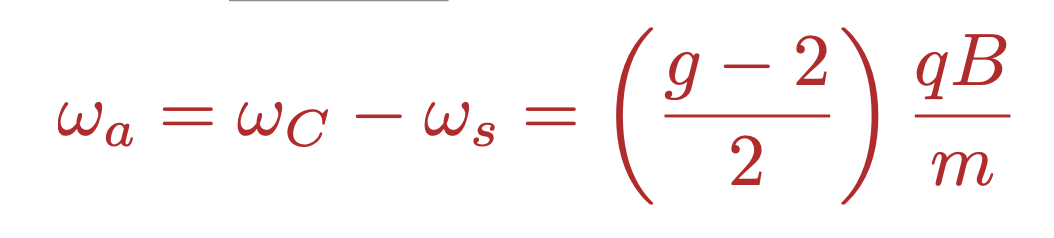 ω_a = ω_C − ω_s = ( (g − 2) / 2 ) qB / m